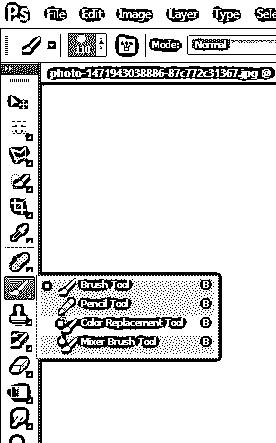 Ps File Edit Image Layer Type Sele
Mode: Normal
photo-1471943038886-87c772c31367.jpg @
Brush Tool B
Pencil Tool B
Color Replacement Tool B
Mixer Brush Tool B